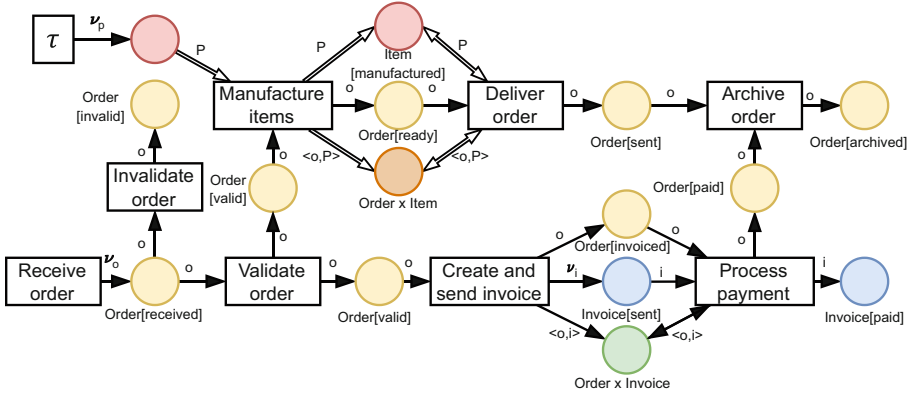 τ
ν_p
P
P
Item
[manufactured]
P
Order
[invalid]
Manufacture
items
o
o
Order[ready]
Deliver
order
o
o
Order[sent]
Archive
order
o
Order[archived]
o
Invalidate
order
o
Order
[valid]
<o,P>
<o,P>
Order x Item
o
Order[paid]
o
o
Order[invoiced]
o
o
o
Receive
order
ν_o
Order[received]
o
Validate
order
o
Order[valid]
o
Create and
send invoice
ν_i
Invoice[sent]
i
Process
payment
i
Invoice[paid]
<o,i>
<o,i>
Order x Invoice